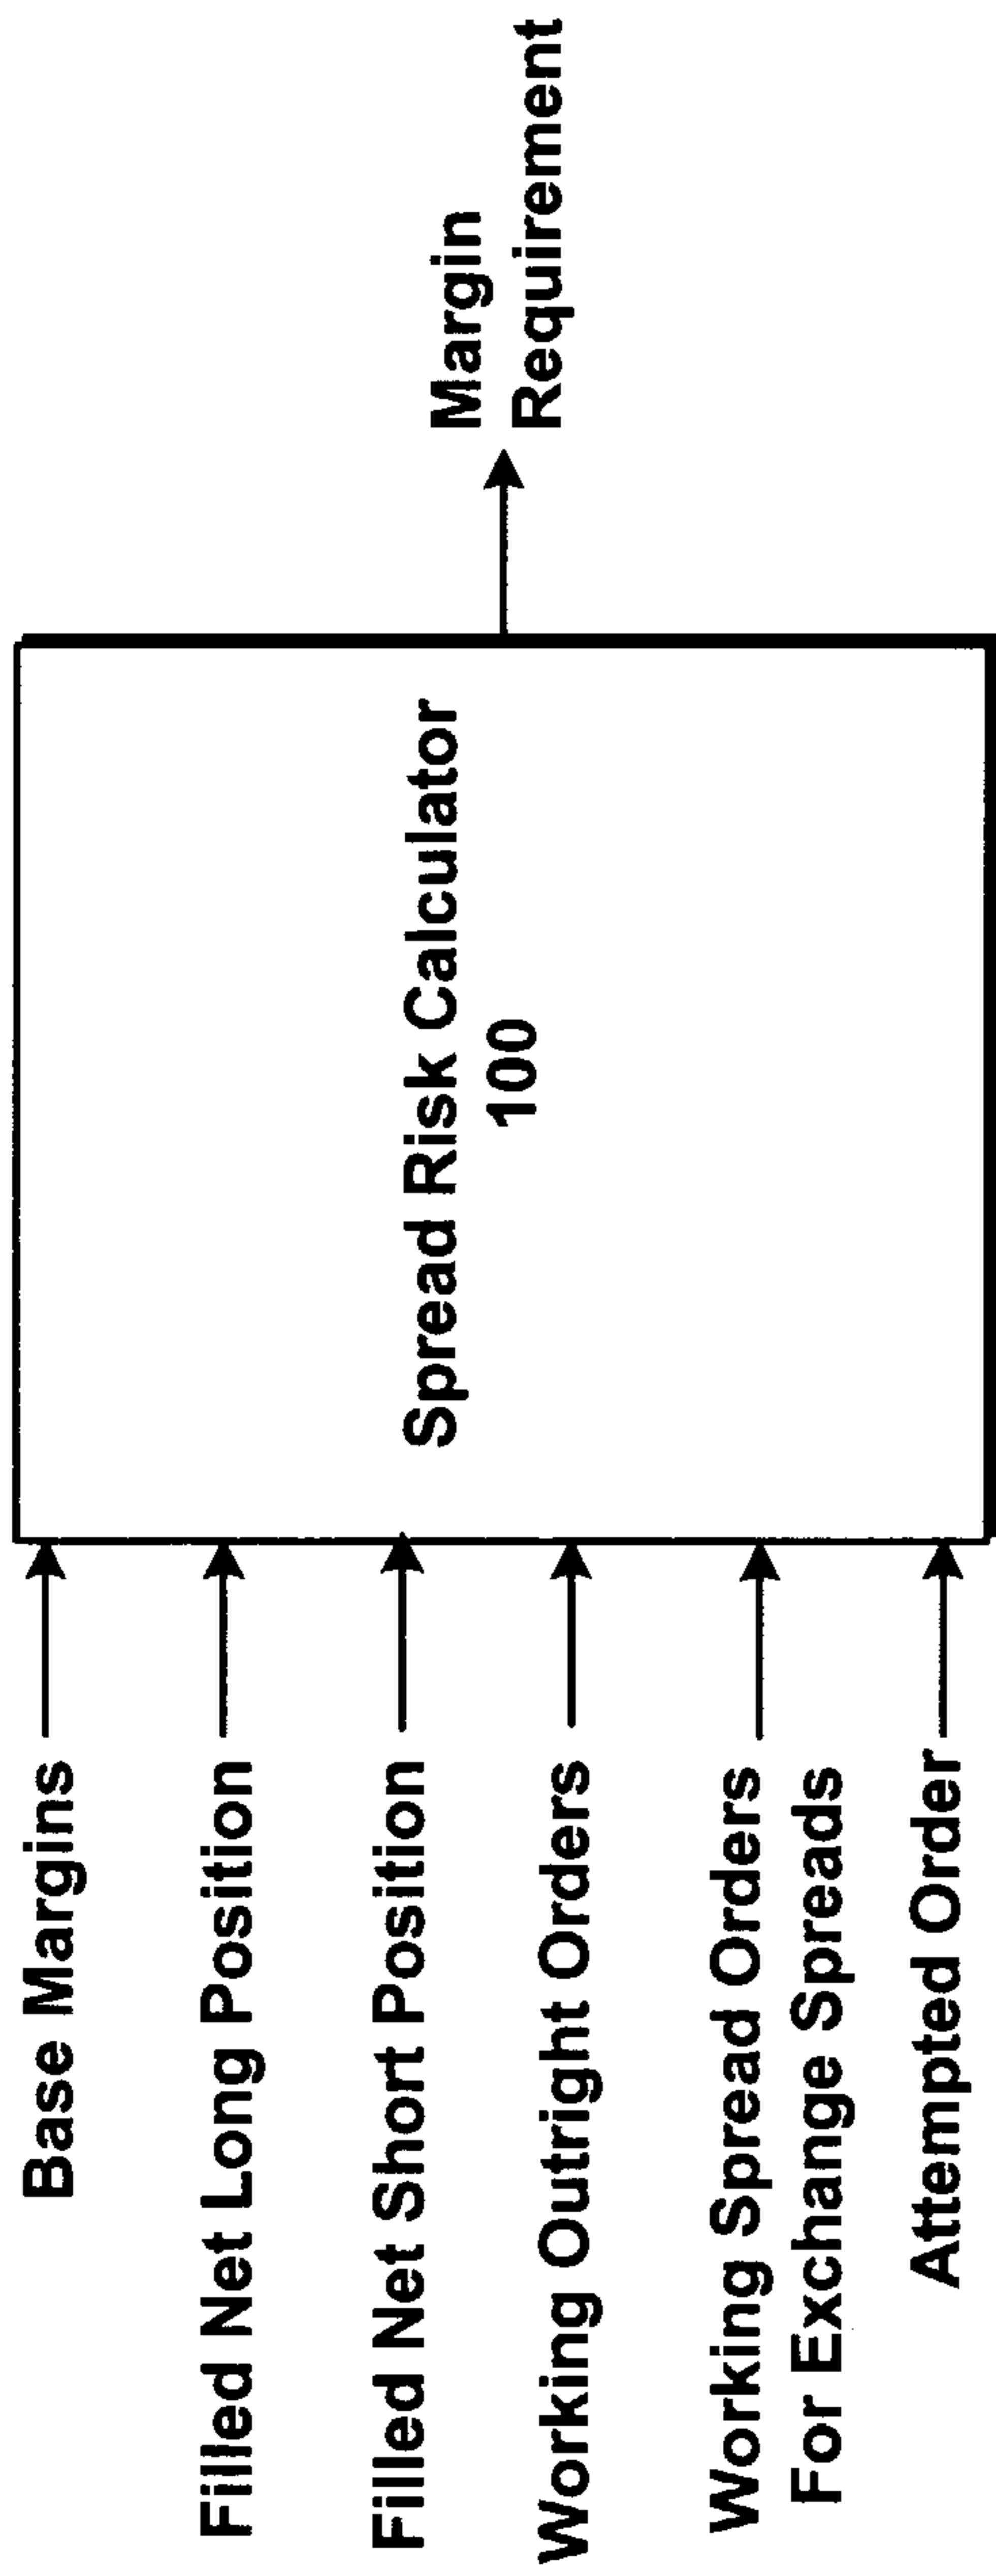 Base Margins
Filled Net Long Position
Filled Net Short Position
Working Outright Orders
Working Spread Orders
For Exchange Spreads
Attempted Order
Spread Risk Calculator
100
Margin
Requirement